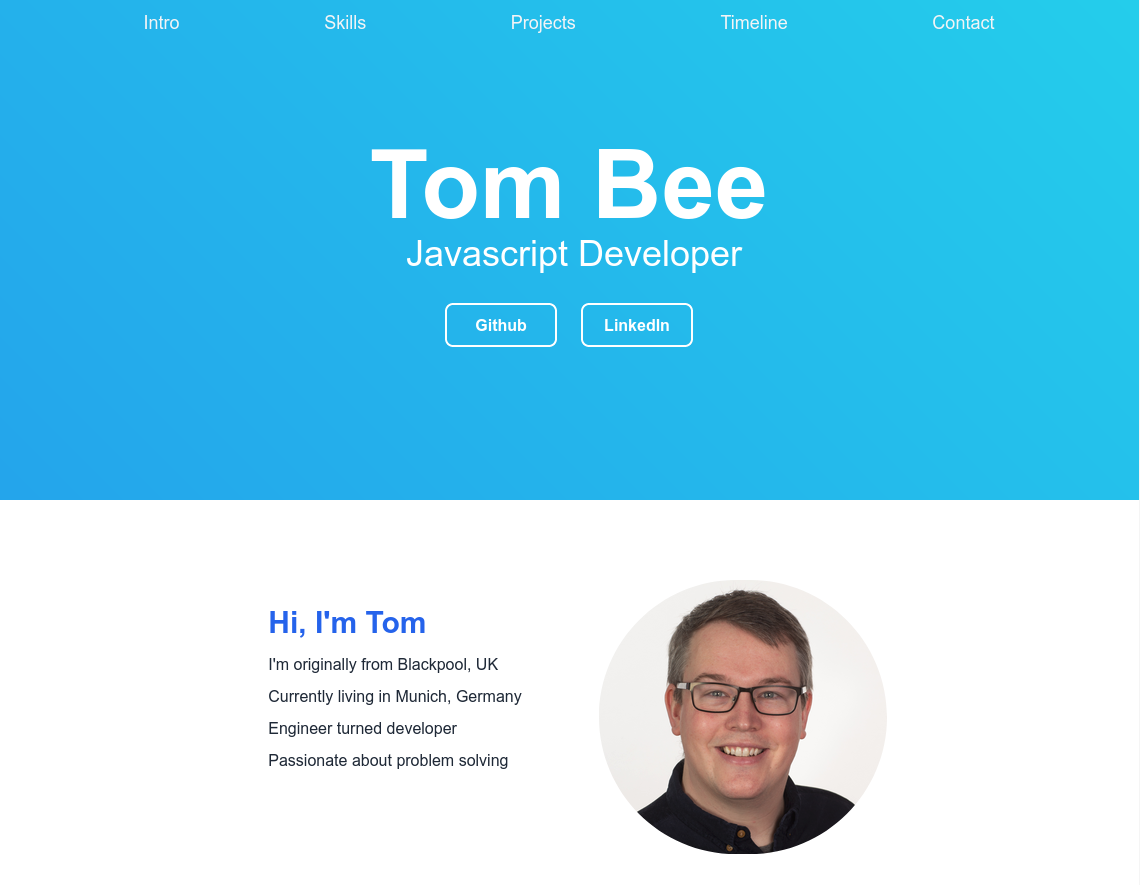 Intro Skills Projects Timeline Contact
Tom Bee
Javascript Developer
Github LinkedIn
Hi, I'm Tom
I'm originally from Blackpool, UK
Currently living in Munich, Germany
Engineer turned developer
Passionate about problem solving